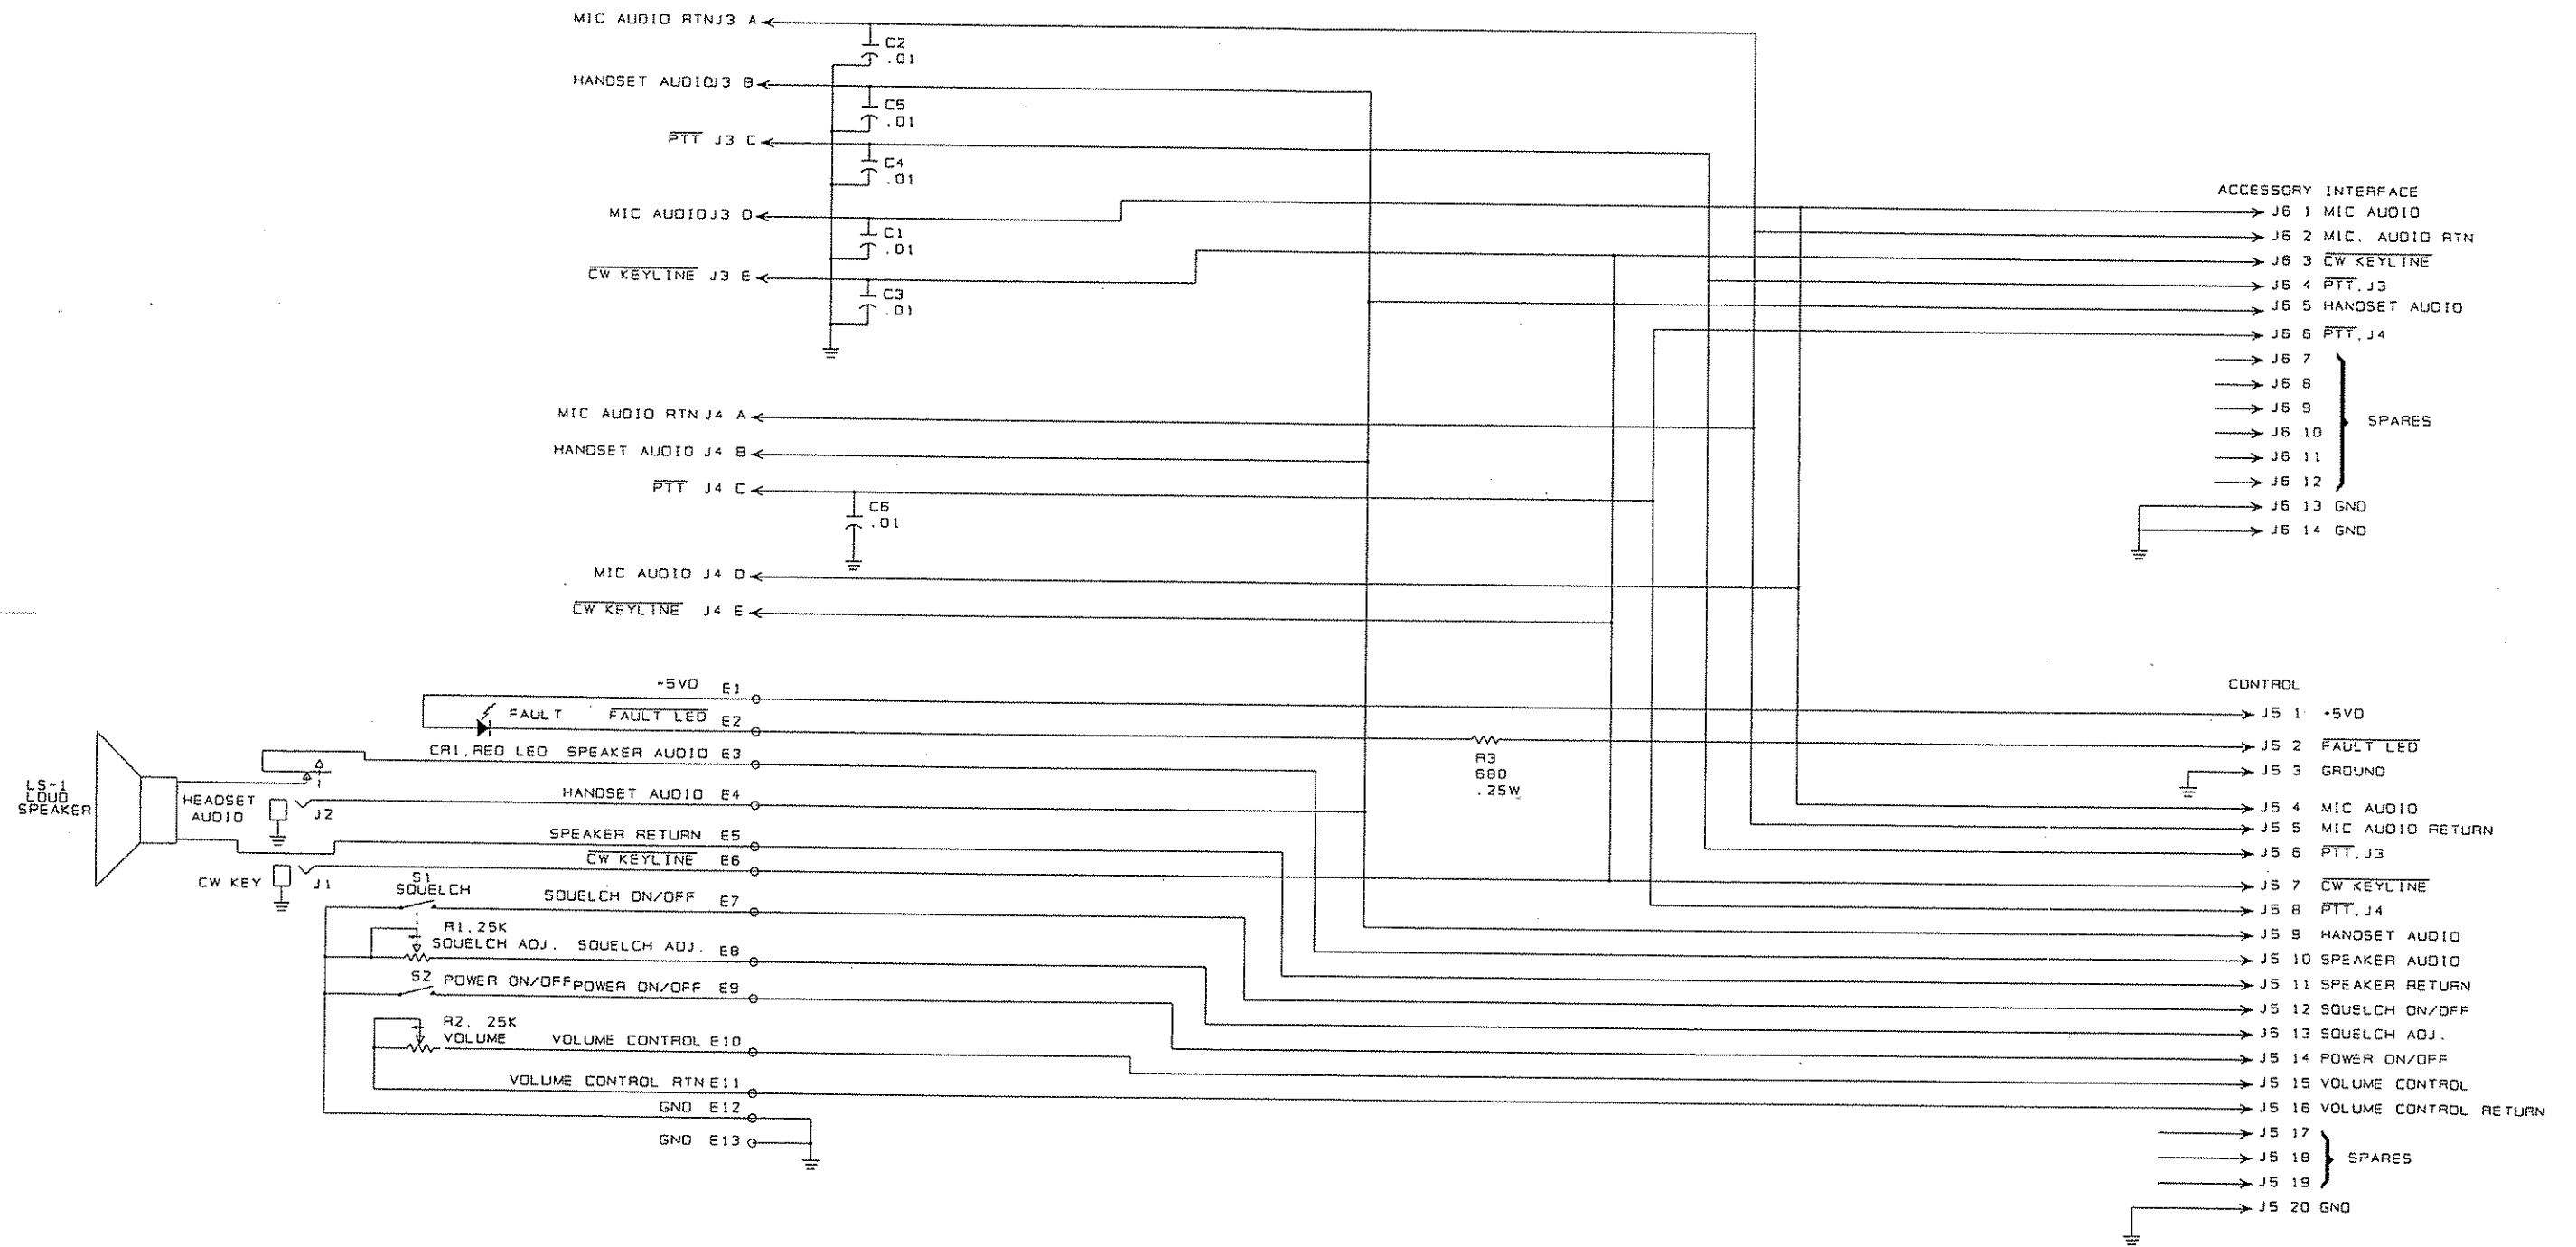 MIC AUDIO RTN J3 A
C2
.01
HANDSET AUDIO J3 B
C5
.01
PTT J3 C
C4
.01
MIC AUDIO J3 D
C1
.01
CW KEYLINE J3 E
C3
.01
ACCESSORY INTERFACE
J6 1 MIC AUDIO
J6 2 MIC. AUDIO RTN
J6 3 CW KEYLINE
J6 4 PTT, J3
J6 5 HANDSET AUDIO
J6 6 PTT, J4
J6 7
J6 8
J6 9
J6 10
J6 11
J6 12
SPARES
J6 13 GND
J6 14 GND
MIC AUDIO RTN J4 A
HANDSET AUDIO J4 B
PTT J4 C
C6
.01
MIC AUDIO J4 D
CW KEYLINE J4 E
+5VD E1
FAULT FAULT LED E2
CR1, RED LED SPEAKER AUDIO E3
LS-1
LOUD
SPEAKER
HEADSET
AUDIO
J2
HANDSET AUDIO E4
SPEAKER RETURN E5
CW KEYLINE E6
CW KEY
J1
S1
SQUELCH
SQUELCH ON/OFF E7
R1, 25K
SQUELCH ADJ. SQUELCH ADJ. E8
S2 POWER ON/OFF POWER ON/OFF E9
R2, 25K
VOLUME VOLUME CONTROL E10
VOLUME CONTROL RTN E11
GND E12
GND E13
R3
680
.25W
CONTROL
J5 1 +5VD
J5 2 FAULT LED
J5 3 GROUND
J5 4 MIC AUDIO
J5 5 MIC AUDIO RETURN
J5 6 PTT, J3
J5 7 CW KEYLINE
J5 8 PTT, J4
J5 9 HANDSET AUDIO
J5 10 SPEAKER AUDIO
J5 11 SPEAKER RETURN
J5 12 SQUELCH ON/OFF
J5 13 SQUELCH ADJ.
J5 14 POWER ON/OFF
J5 15 VOLUME CONTROL
J5 16 VOLUME CONTROL RETURN
J5 17
J5 18
J5 19
SPARES
J5 20 GND